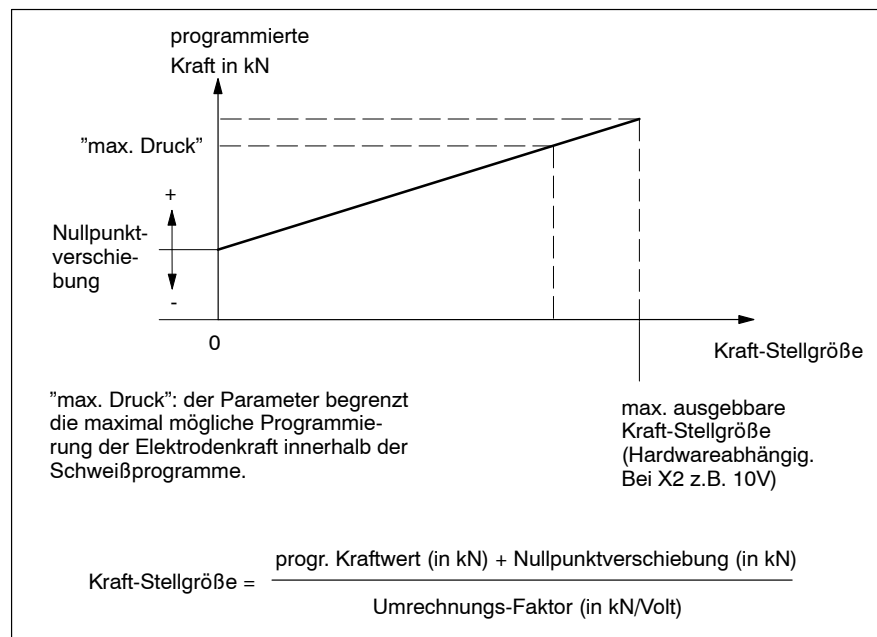 programmierte
Kraft in kN
”max. Druck”
+
Nullpunkt-
verschie-
bung
-
0
Kraft-Stellgröße
”max. Druck”: der Parameter begrenzt
die maximal mögliche Programmie-
rung der Elektrodenkraft innerhalb der
Schweißprogramme.
max. ausgebbare
Kraft-Stellgröße
(Hardwareabhängig.
Bei X2 z.B. 10V)
progr. Kraftwert (in kN) + Nullpunktverschiebung (in kN)
Kraft-Stellgröße =
Umrechnungs-Faktor (in kN/Volt)